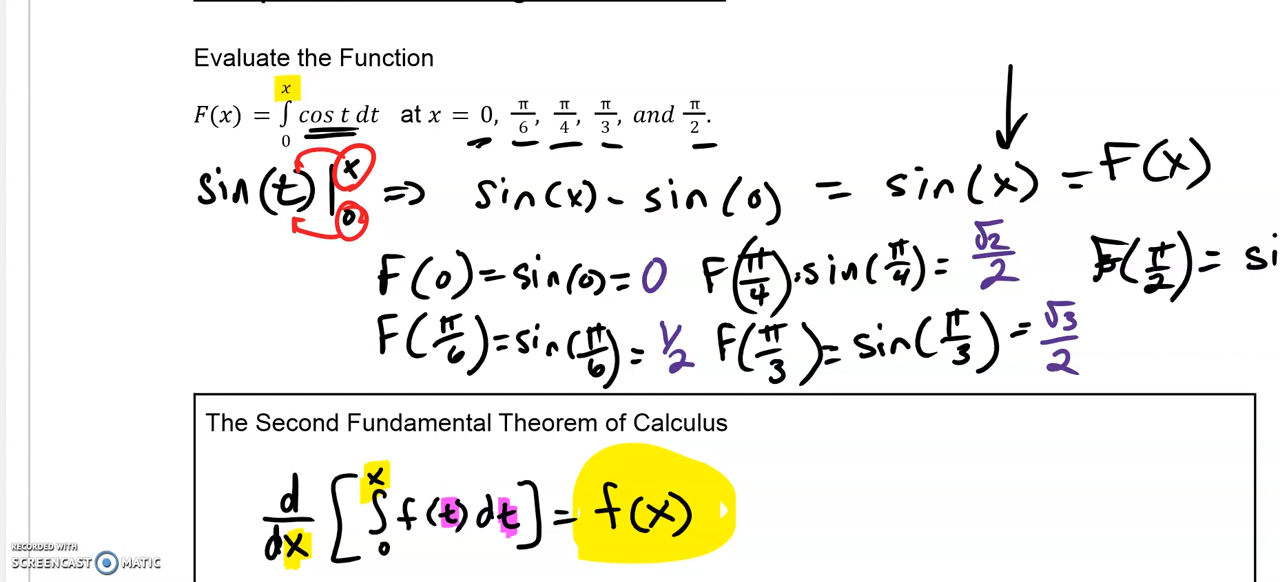 Evaluate the Function
F(x) = ∫₀ˣ cos t dt at x = 0, π/6, π/4, π/3, and π/2.
sin(t)|₀ˣ ⇒ sin(x) - sin(0) = sin(x) = F(x)
F(0) = sin(0) = 0 F(π/4) = sin(π/4) = √2/2 F(π/2) = si
F(π/6) = sin(π/6) = 1/2 F(π/3) = sin(π/3) = √3/2
The Second Fundamental Theorem of Calculus
d/dx [∫₀ˣ f(t) dt] = f(x)
RECORDED WITH
SCREENCAST MATIC